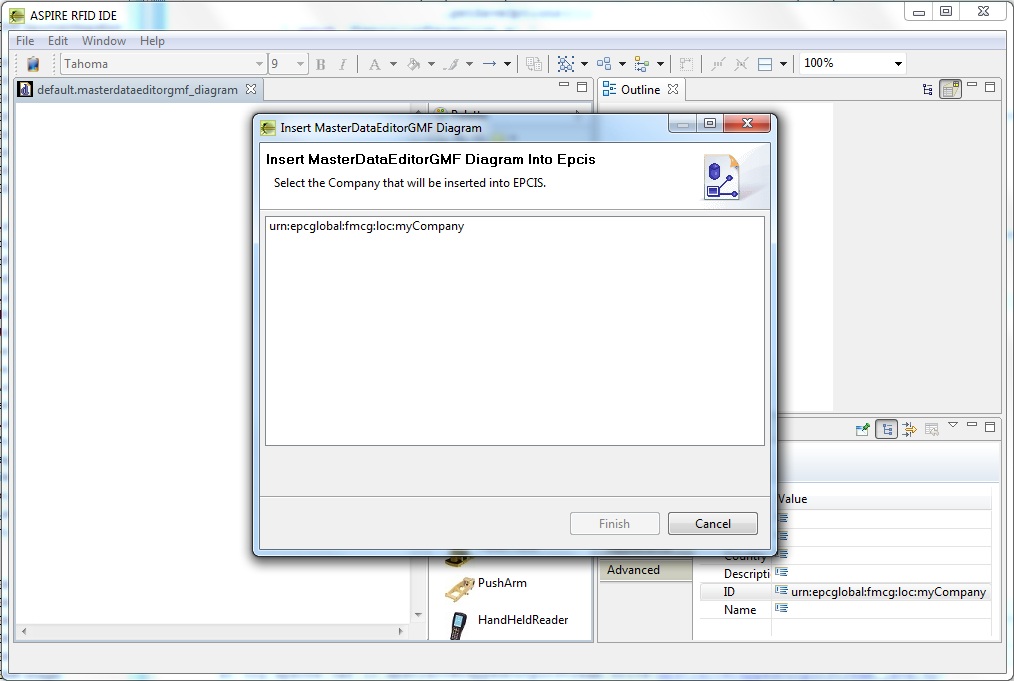 ASPIRE RFID IDE
File Edit Window Help
Tahoma 9 B I A 100%
default.masterdataeditorgmf_diagram
Outline
Insert MasterDataEditorGMF Diagram
Insert MasterDataEditorGMF Diagram Into Epcis
Select the Company that will be inserted into EPCIS.
urn:epcglobal:fmcg:loc:myCompany
Finish Cancel
Value
Advanced
Descripti
ID urn:epcglobal:fmcg:loc:myCompany
Name
PushArm
HandHeldReader